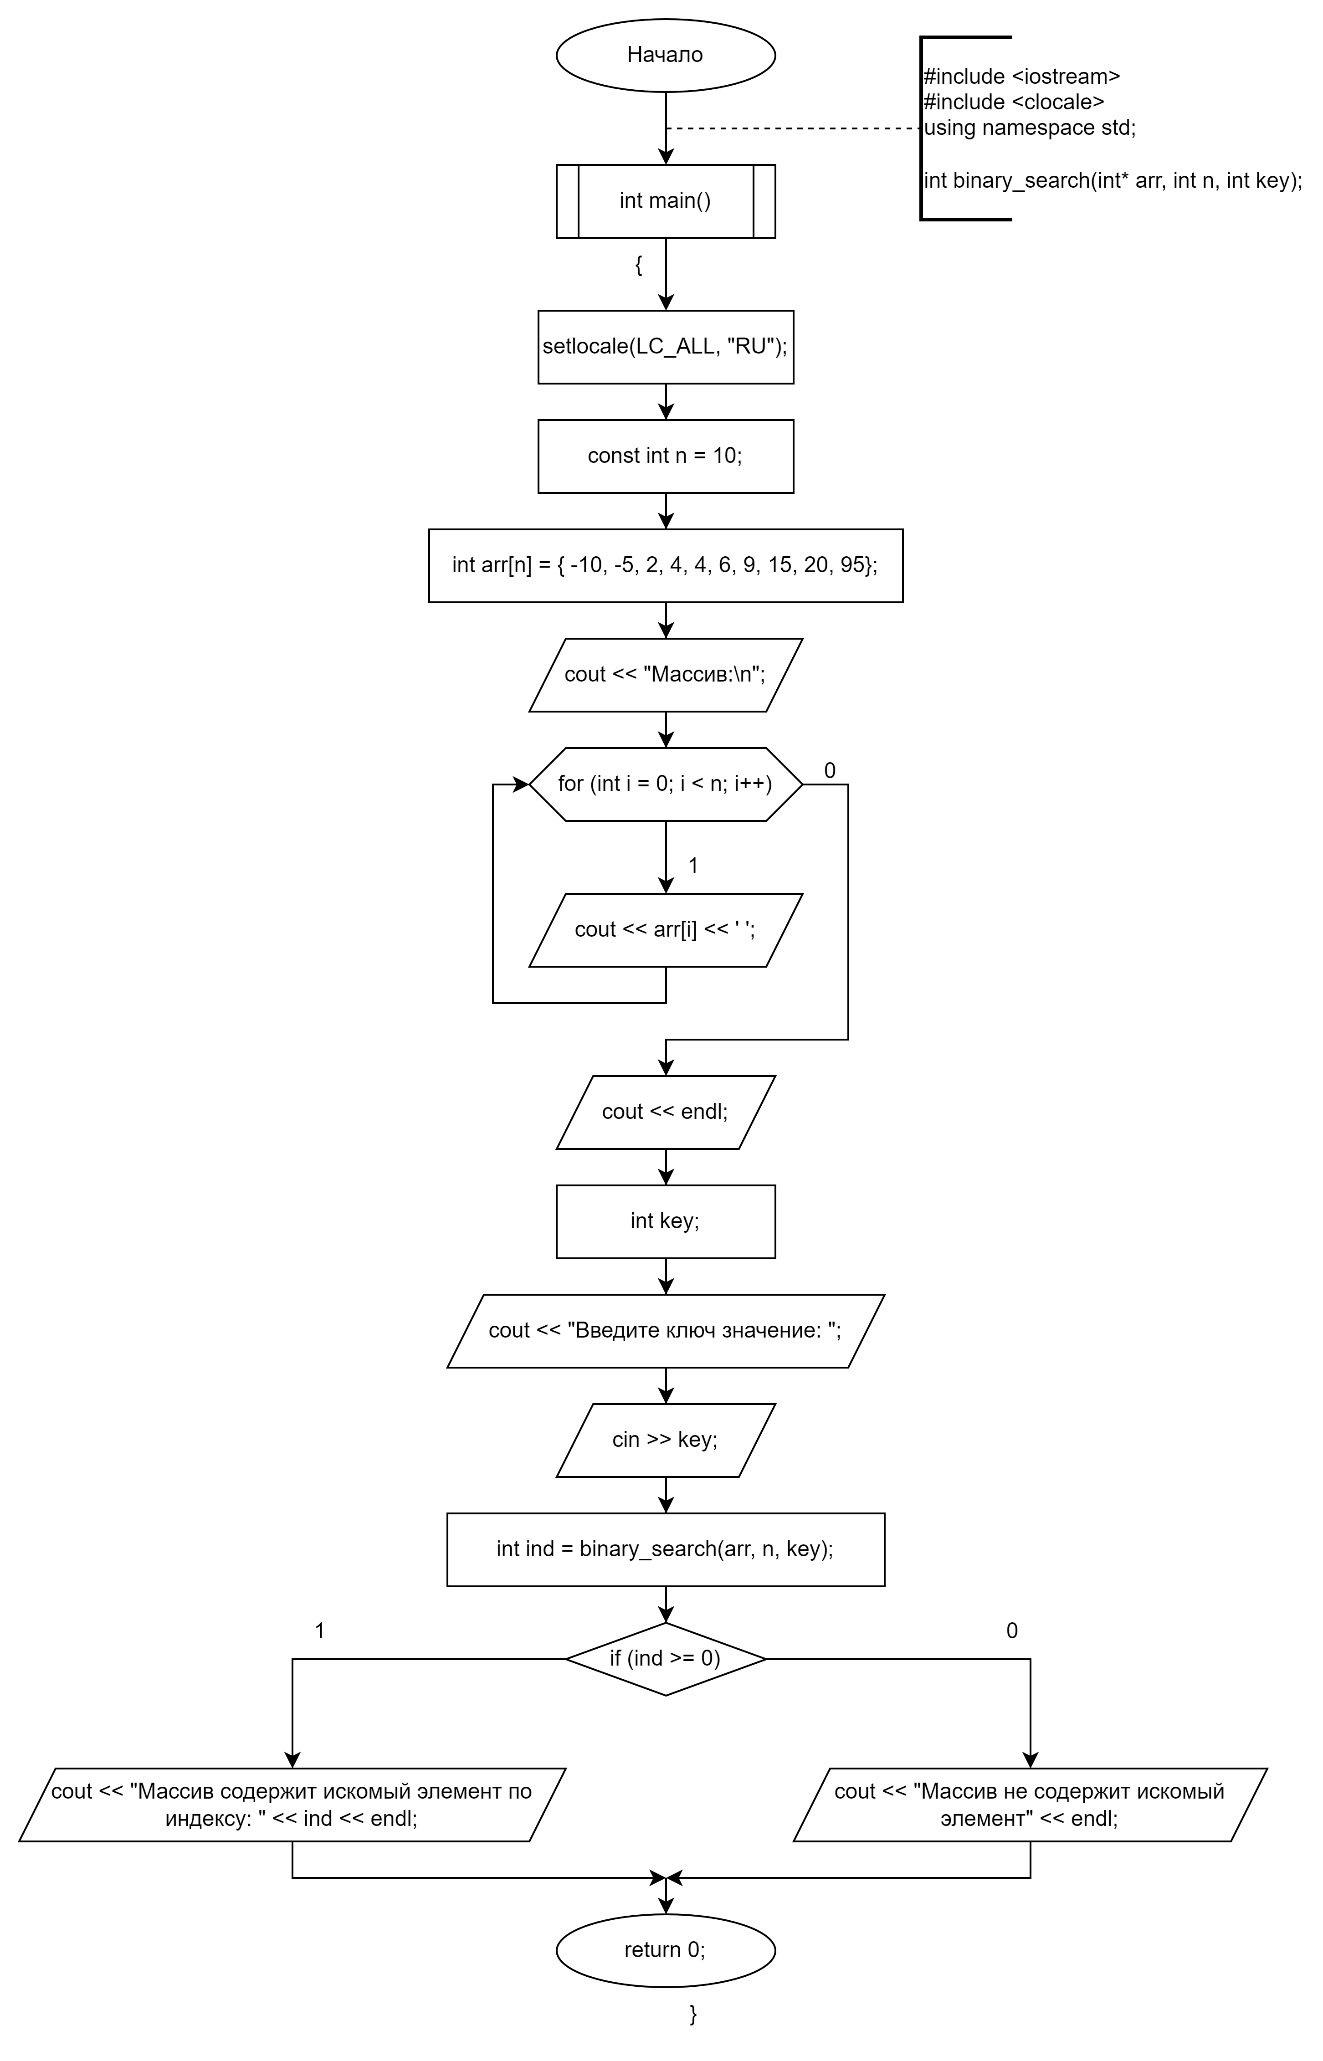 Начало
#include <iostream>
#include <clocale>
using namespace std;
int binary_search(int* arr, int n, int key);
int main()
{
setlocale(LC_ALL, "RU");
const int n = 10;
int arr[n] = { -10, -5, 2, 4, 4, 6, 9, 15, 20, 95};
cout << "Массив:\n";
for (int i = 0; i < n; i++)
0
1
cout << arr[i] << ' ';
cout << endl;
int key;
cout << "Введите ключ значение: ";
cin >> key;
int ind = binary_search(arr, n, key);
if (ind >= 0)
1
0
cout << "Массив содержит искомый элемент по
индексу: " << ind << endl;
cout << "Массив не содержит искомый
элемент" << endl;
return 0;
}